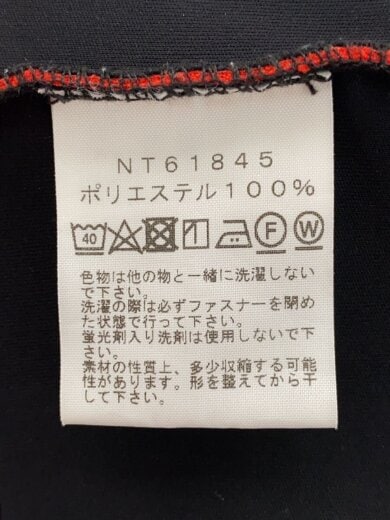 NT61845
ポリエステル100%
40 F W
色物は他の物と一緒に洗濯しない
で下さい。
洗濯の際は必ずファスナーを閉め
た状態で行って下さい。
蛍光剤入り洗剤は使用しないで下
さい。
素材の性質上、多少収縮する可能
性があります。形を整えてから干
して下さい。